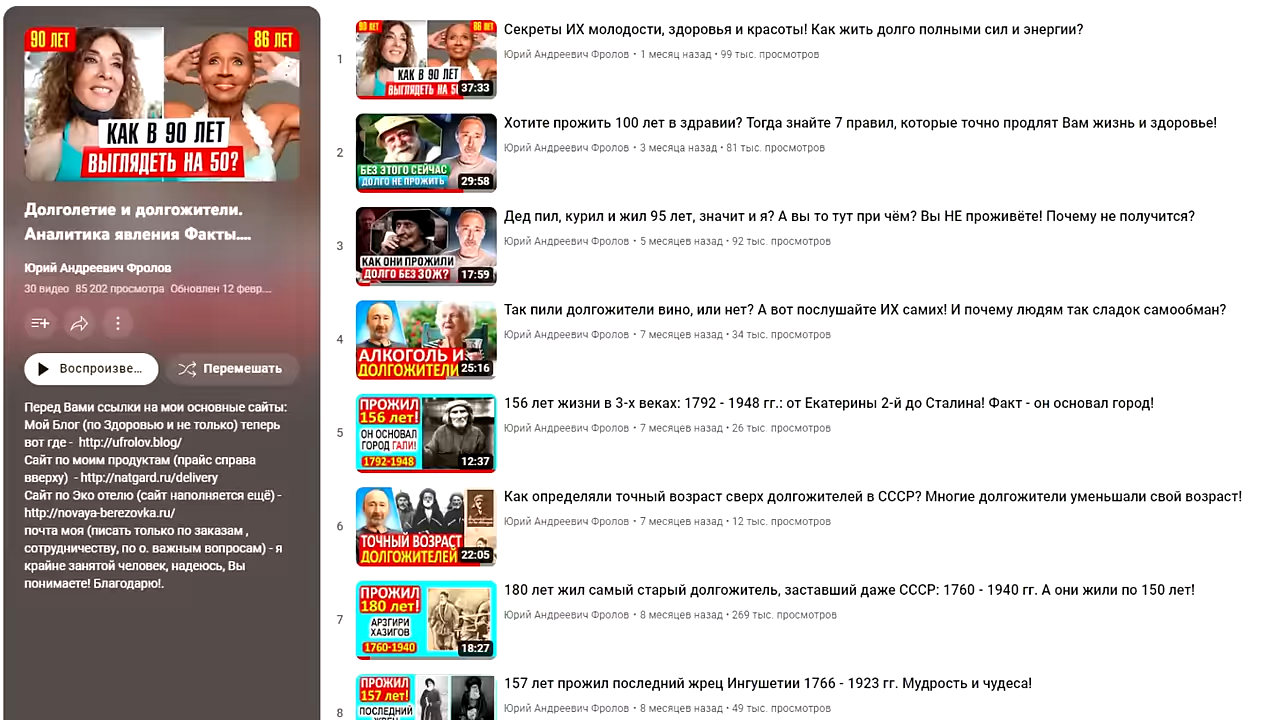 90 ЛЕТ
86 ЛЕТ
КАК В 90 ЛЕТ
ВЫГЛЯДЕТЬ НА 50?
Долголетие и долгожители.
Аналитика явления Факты....
Юрий Андреевич Фролов
30 видео 85 202 просмотра Обновлен 12 февр....
Воспроизве...
Перемешать
Перед Вами ссылки на мои основные сайты:
Мой Блог (по Здоровью и не только) теперь
вот где - http://ufrolov.blog/
Сайт по моим продуктам (прайс справа
вверху) - http://natgard.ru/delivery
Сайт по Эко отелю (сайт наполняется ещё) -
http://novaya-berezovka.ru/
почта моя (писать только по заказам ,
сотрудничеству, по о. важным вопросам) - я
крайне занятой человек, надеюсь, Вы
понимаете! Благодарю!.
1
90 ЛЕТ
86 ЛЕТ
КАК В 90 ЛЕТ
ВЫГЛЯДЕТЬ НА 50
37:33
Секреты ИХ молодости, здоровья и красоты! Как жить долго полными сил и энергии?
Юрий Андреевич Фролов • 1 месяц назад • 99 тыс. просмотров
2
БЕЗ ЭТОГО СЕЙЧАС
ДОЛГО НЕ ПРОЖИТЬ
29:58
Хотите прожить 100 лет в здравии? Тогда знайте 7 правил, которые точно продлят Вам жизнь и здоровье!
Юрий Андреевич Фролов • 3 месяца назад • 81 тыс. просмотров
3
КАК ОНИ ПРОЖИЛИ
ДОЛГО БЕЗ ЗОЖ?
17:59
Дед пил, курил и жил 95 лет, значит и я? А вы то тут при чём? Вы НЕ проживёте! Почему не получится?
Юрий Андреевич Фролов • 5 месяцев назад • 92 тыс. просмотров
4
АЛКОГОЛЬ И
ДОЛГОЖИТЕЛИ
25:16
Так пили долгожители вино, или нет? А вот послушайте ИХ самих! И почему людям так сладок самообман?
Юрий Андреевич Фролов • 7 месяцев назад • 34 тыс. просмотров
5
ПРОЖИЛ
156 лет!
ОН ОСНОВАЛ
ГОРОД ГАЛИ!
1792-1948
12:37
156 лет жизни в 3-х веках: 1792 - 1948 гг.: от Екатерины 2-й до Сталина! Факт - он основал город!
Юрий Андреевич Фролов • 7 месяцев назад • 26 тыс. просмотров
6
ТОЧНЫЙ ВОЗРАСТ
ДОЛГОЖИТЕЛЕЙ
22:05
Как определяли точный возраст сверх долгожителей в СССР? Многие долгожители уменьшали свой возраст!
Юрий Андреевич Фролов • 7 месяцев назад • 12 тыс. просмотров
7
ПРОЖИЛ
180 лет!
АРЗГИРИ
ХАЗИГОВ
1760-1940
18:27
180 лет жил самый старый долгожитель, заставший даже СССР: 1760 - 1940 гг. А они жили по 150 лет!
Юрий Андреевич Фролов • 8 месяцев назад • 269 тыс. просмотров
8
ПРОЖИЛ
157 лет!
ПОСЛЕДНИЙ
ЖРЕЦ
157 лет прожил последний жрец Ингушетии 1766 - 1923 гг. Мудрость и чудеса!
Юрий Андреевич Фролов • 8 месяцев назад • 49 тыс. просмотров